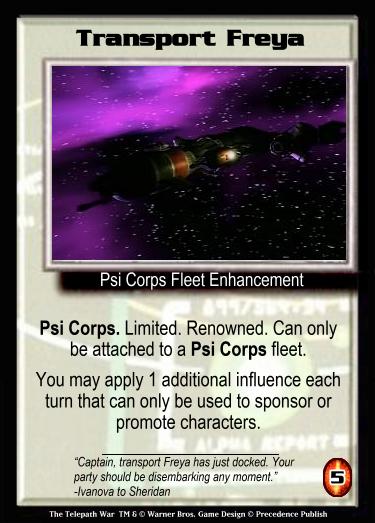 Transport Freya
Psi Corps Fleet Enhancement
Psi Corps. Limited. Renowned. Can only
be attached to a Psi Corps fleet.
You may apply 1 additional influence each
turn that can only be used to sponsor or
promote characters.
"Captain, transport Freya has just docked. Your
party should be disembarking any moment."
-Ivanova to Sheridan
5
The Telepath War TM & © Warner Bros. Game Design © Precedence Publish